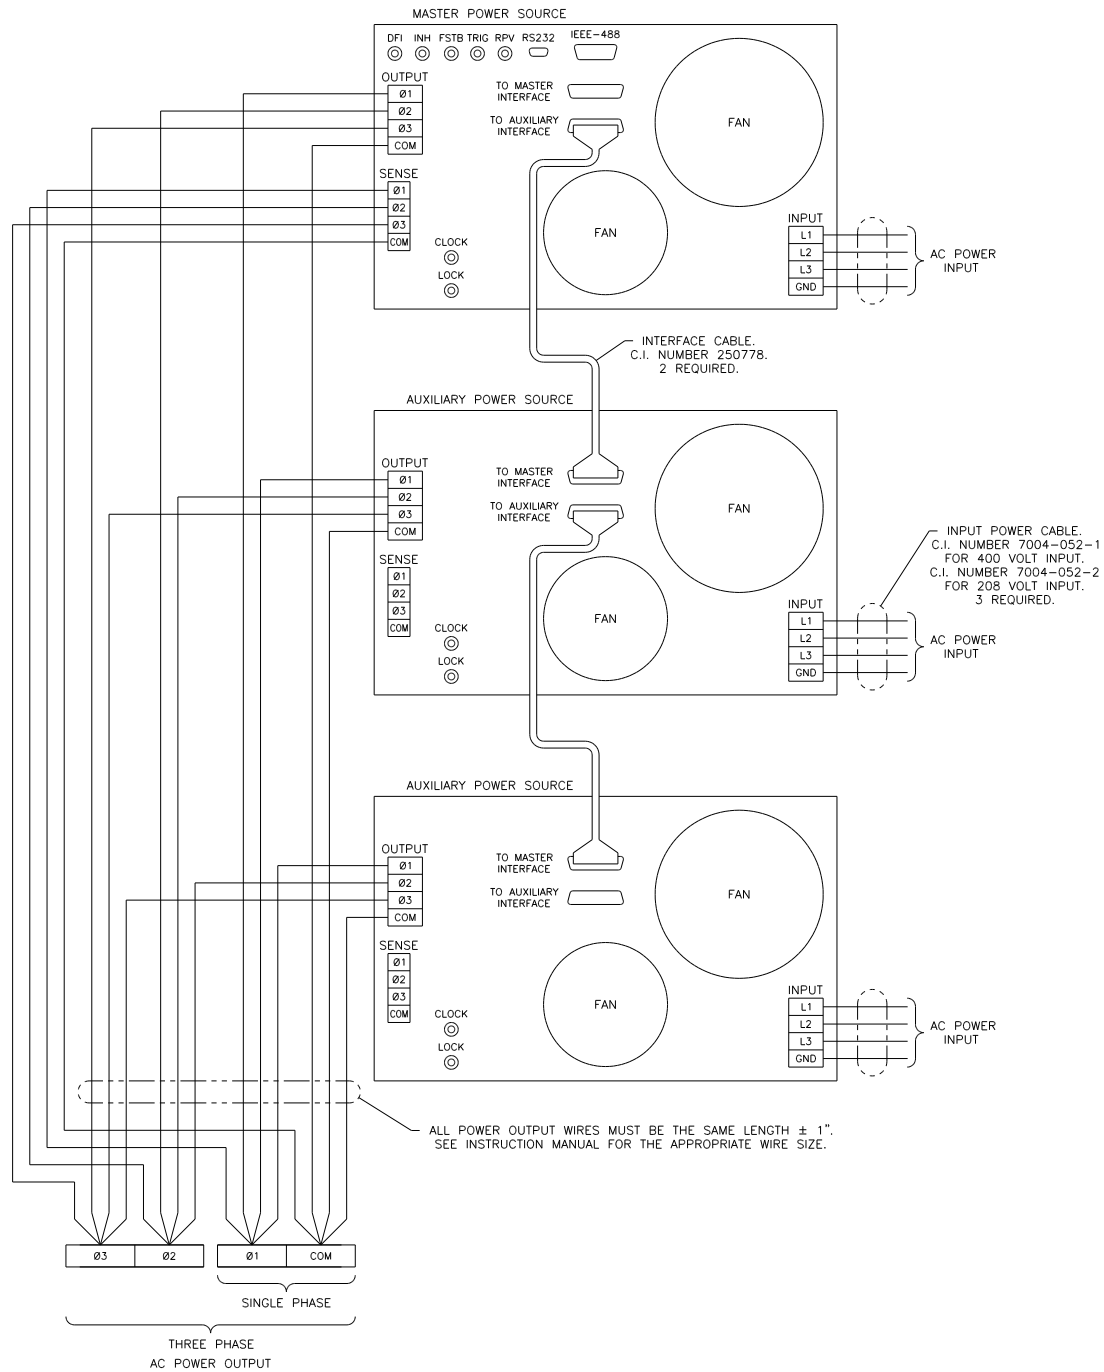 MASTER POWER SOURCE
DFI INH FSTB TRIG RPV RS232 IEEE-488
OUTPUT
Ø1
Ø2
Ø3
COM
TO MASTER
INTERFACE
TO AUXILIARY
INTERFACE
FAN
SENSE
Ø1
Ø2
Ø3
COM
FAN
CLOCK
LOCK
INPUT
L1
L2
L3
GND
AC POWER
INPUT
INTERFACE CABLE.
C.I. NUMBER 250778.
2 REQUIRED.
AUXILIARY POWER SOURCE
OUTPUT
Ø1
Ø2
Ø3
COM
TO MASTER
INTERFACE
TO AUXILIARY
INTERFACE
FAN
SENSE
Ø1
Ø2
Ø3
COM
FAN
CLOCK
LOCK
INPUT POWER CABLE.
C.I. NUMBER 7004-052-1
FOR 400 VOLT INPUT.
C.I. NUMBER 7004-052-2
FOR 208 VOLT INPUT.
3 REQUIRED.
INPUT
L1
L2
L3
GND
AC POWER
INPUT
AUXILIARY POWER SOURCE
OUTPUT
Ø1
Ø2
Ø3
COM
TO MASTER
INTERFACE
TO AUXILIARY
INTERFACE
FAN
SENSE
Ø1
Ø2
Ø3
COM
FAN
CLOCK
LOCK
INPUT
L1
L2
L3
GND
AC POWER
INPUT
ALL POWER OUTPUT WIRES MUST BE THE SAME LENGTH ± 1".
SEE INSTRUCTION MANUAL FOR THE APPROPRIATE WIRE SIZE.
Ø3 Ø2 Ø1 COM
SINGLE PHASE
THREE PHASE
AC POWER OUTPUT